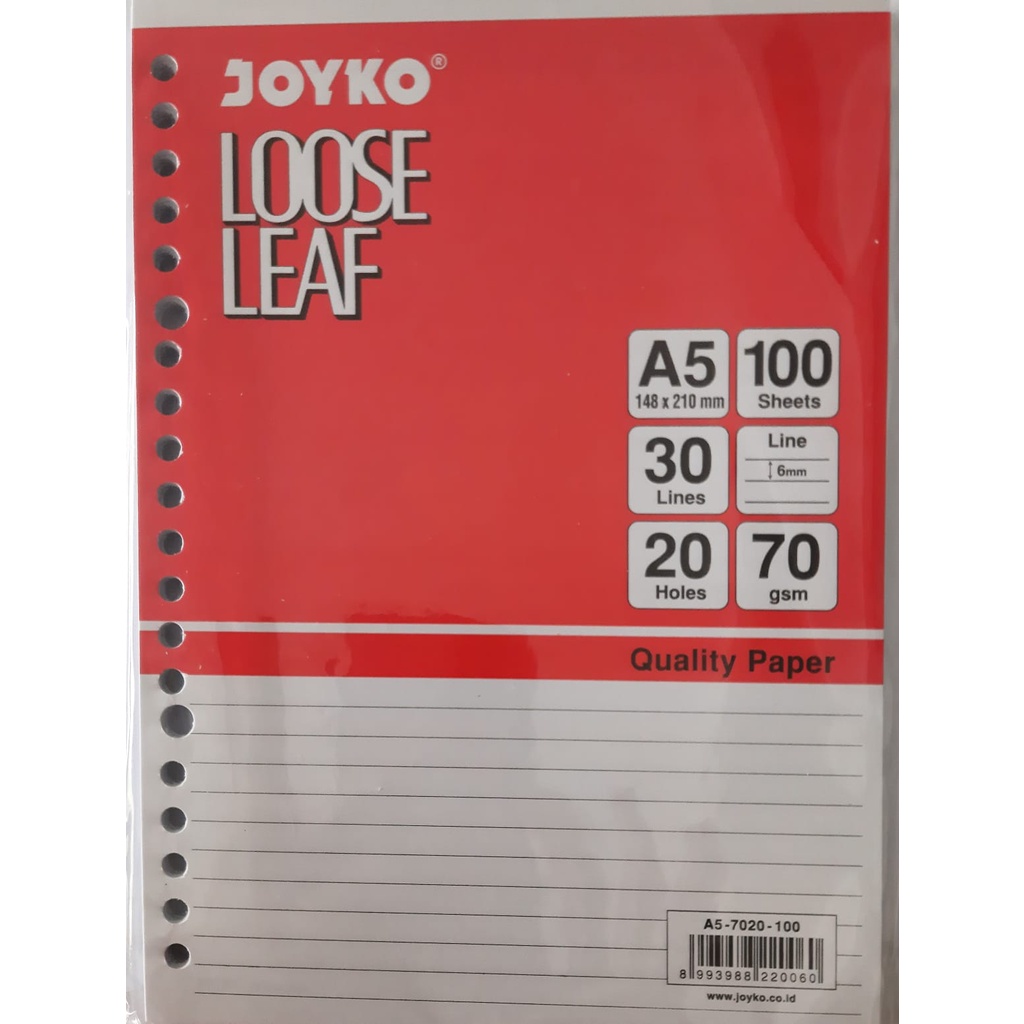 JOYKO®
LOOSE
LEAF
A5
148 x 210 mm
100
Sheets
30
Lines
Line
6mm
20
Holes
70
gsm
Quality Paper
A5-7020-100
8 993988 220060
www.joyko.co.id